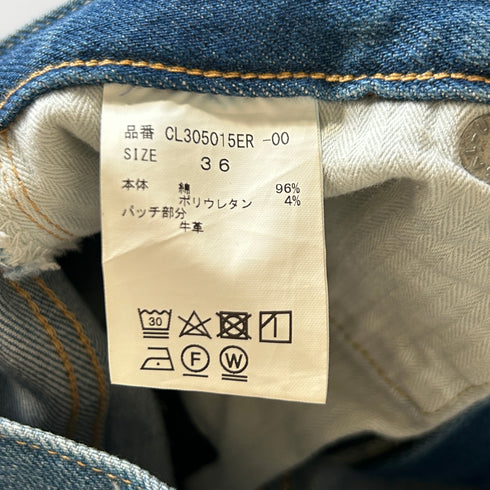 品番 CL305015ER -00
SIZE 36
本体 綿 96%
ポリウレタン 4%
パッチ部分
牛革
30
F W